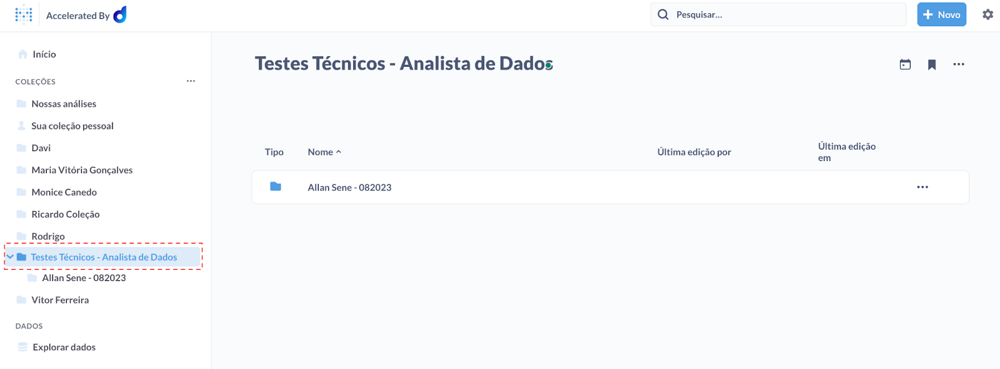 Accelerated By
Pesquisar...
Novo
Início
COLEÇÕES
Nossas análises
Sua coleção pessoal
Davi
Maria Vitória Gonçalves
Monice Canedo
Ricardo Coleção
Rodrigo
Testes Técnicos - Analista de Dados
Allan Sene - 082023
Vitor Ferreira
DADOS
Explorar dados
Testes Técnicos - Analista de Dados
Tipo
Nome
Última edição por
Última edição
em
Allan Sene - 082023